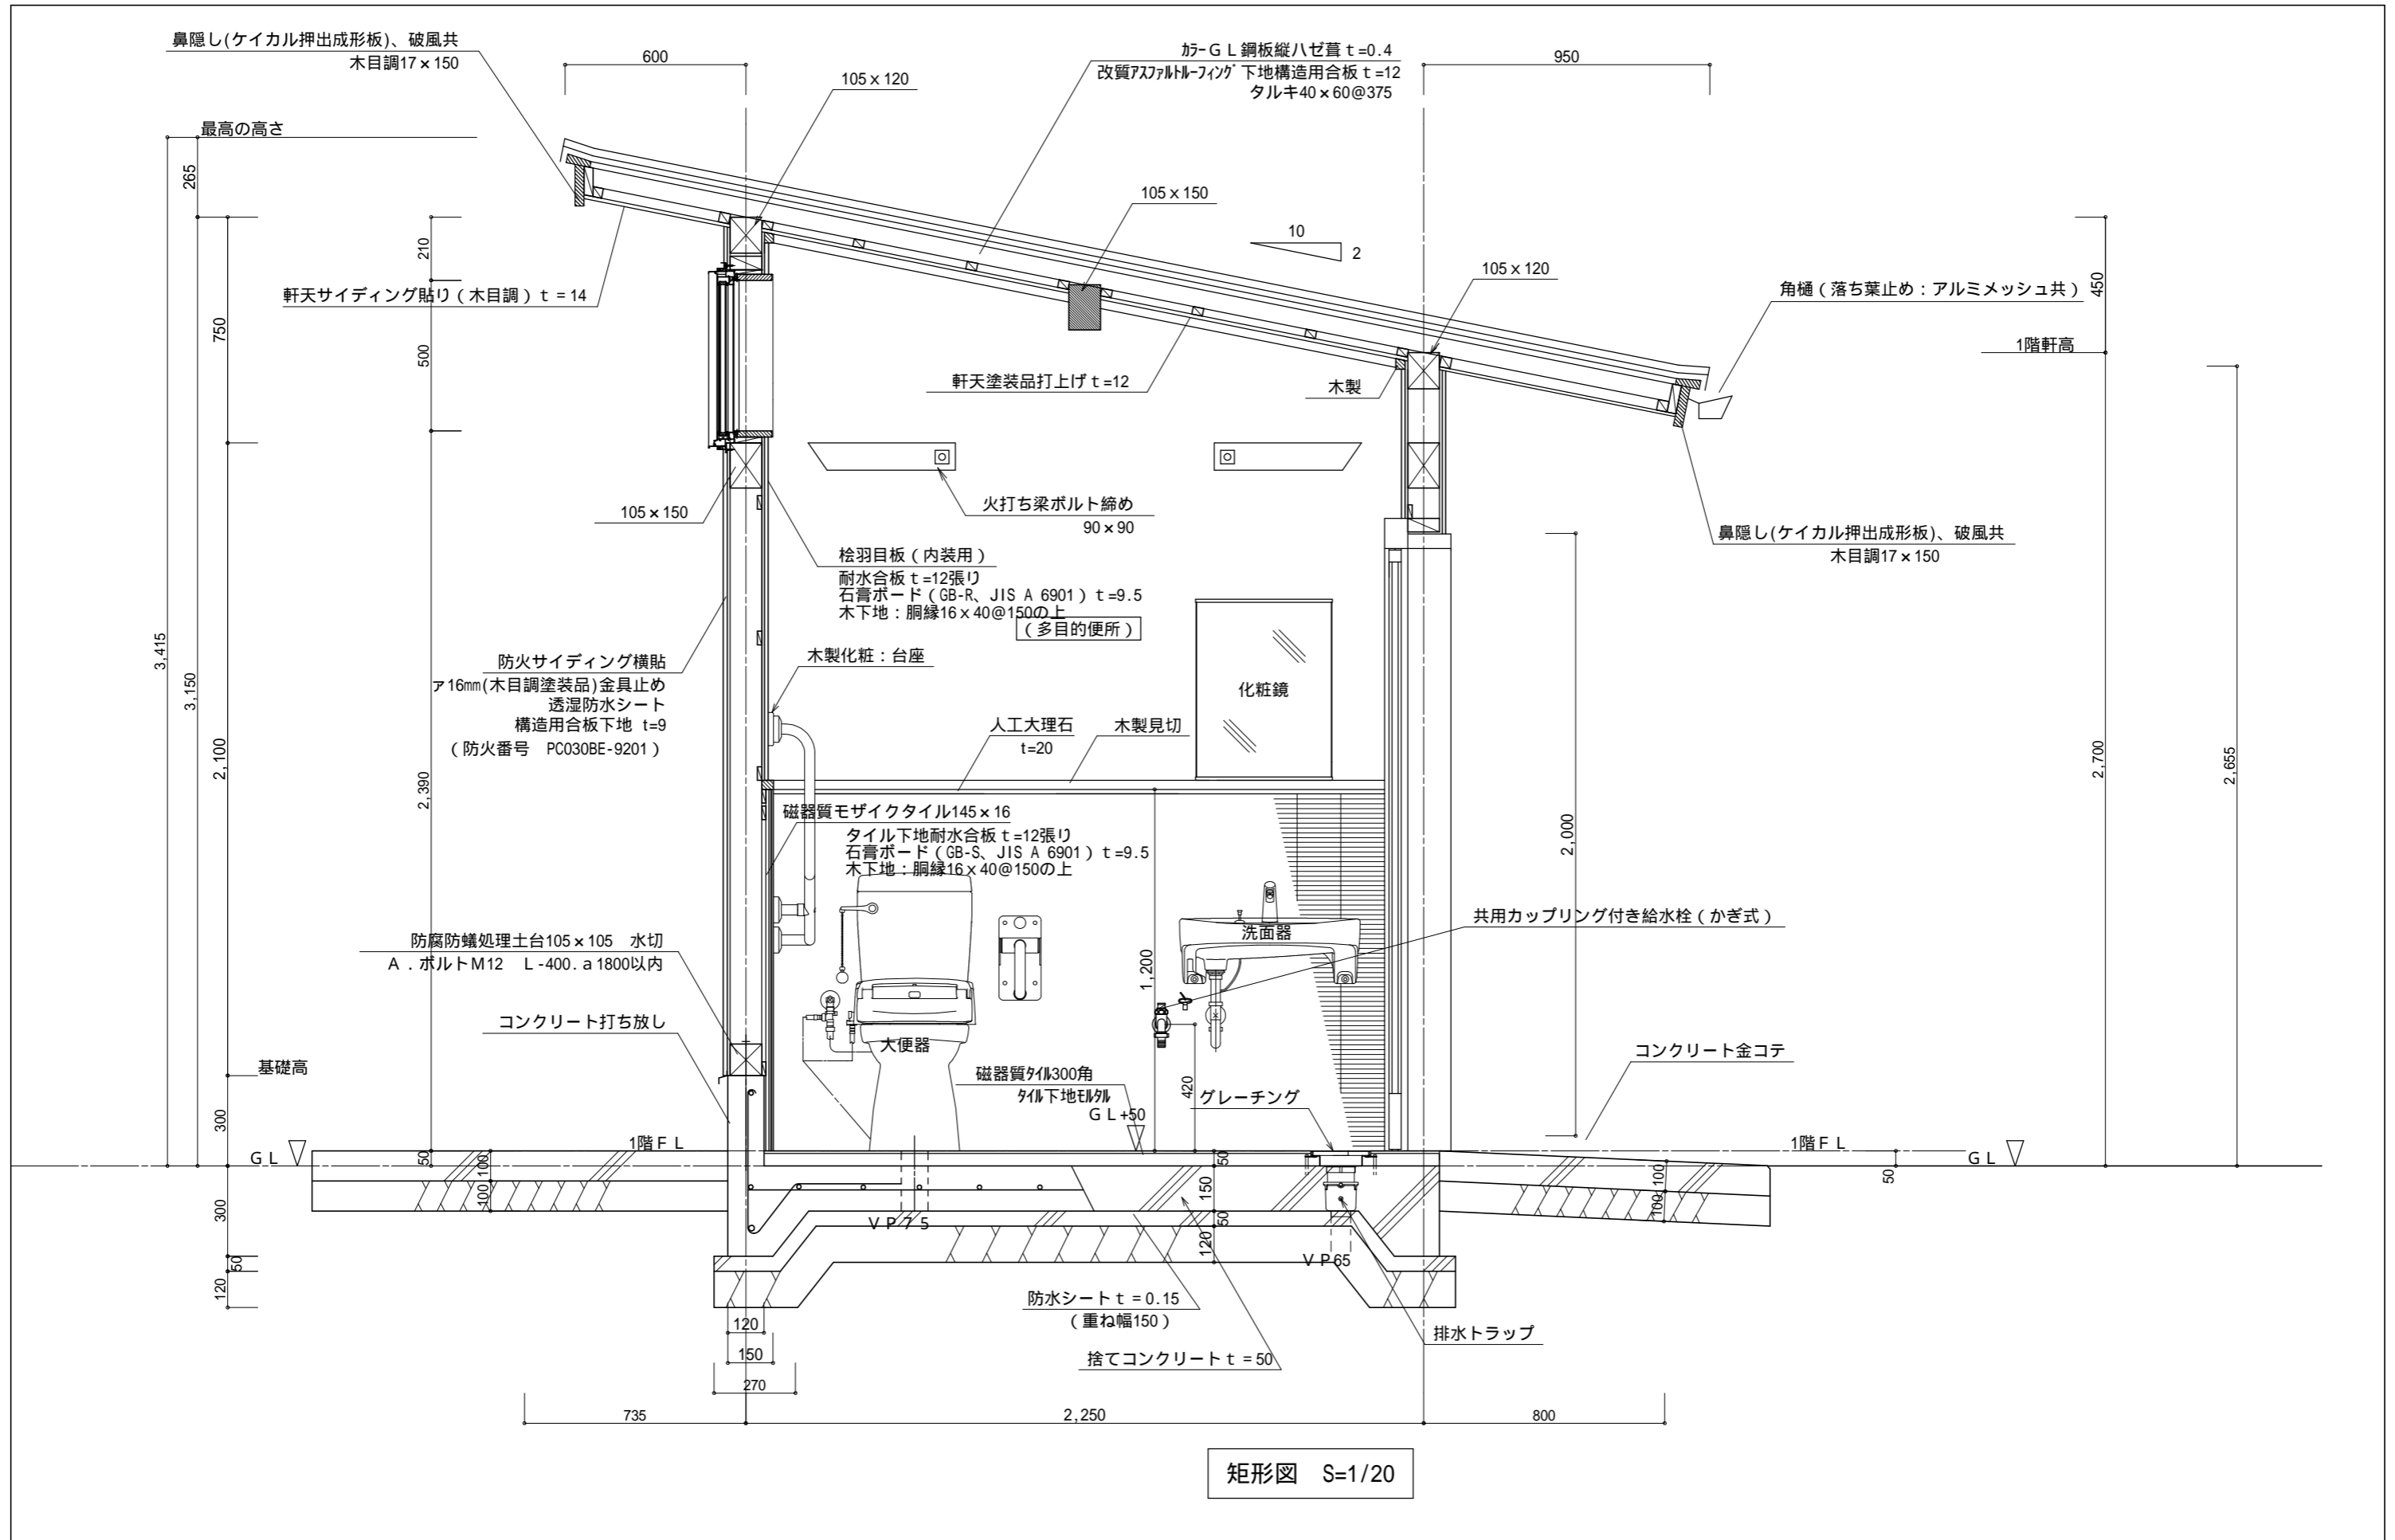 鼻隠し(ケイカル押出成形板)、破風共
木目調17×150
600
105×120
ｶﾗｰＧＬ鋼板縦ハゼ葺ｔ=0.4
改質ｱｽﾌｧﾙﾄﾙｰﾌｨﾝｸﾞ下地構造用合板ｔ=12
タルキ40×60@375
950
最高の高さ
265
105×150
10
2
105×120
210
軒天サイディング貼り（木目調）ｔ=14
750
500
角樋（落ち葉止め：アルミメッシュ共）
450
1階軒高
軒天塗装品打上げｔ=12
木製
105×150
火打ち梁ボルト締め
90×90
鼻隠し(ケイカル押出成形板)、破風共
木目調17×150
桧羽目板（内装用）
耐水合板ｔ=12張り
石膏ボード（GB-R、JIS A 6901）ｔ=9.5
木下地：胴縁16×40@150の上
（多目的便所）
3,415
3,150
2,100
2,390
防火サイディング横貼
ァ16㎜(木目調塗装品)金具止め
透湿防水シート
構造用合板下地 t=9
（防火番号　PC030BE-9201）
木製化粧：台座
化粧鏡
人工大理石
t=20
木製見切
2,700
2,655
2,000
磁器質モザイクタイル145×16
タイル下地耐水合板ｔ=12張り
石膏ボード（GB-S、JIS A 6901）ｔ=9.5
木下地：胴縁16×40@150の上
共用カップリング付き給水栓（かぎ式）
洗面器
防腐防蟻処理土台105×105　水切
Ａ．ボルトＭ12　Ｌ-400.ａ1800以内
1,200
コンクリート打ち放し
大便器
コンクリート金コテ
基礎高
磁器質ﾀｲﾙ300角
ﾀｲﾙ下地ﾓﾙﾀﾙ
ＧＬ+50
420
グレーチング
300
1階ＦＬ
ＧＬ
50
100
100
300
50
120
50
150
50
120
1階ＦＬ
ＧＬ
50
100
100
ＶＰ７５
ＶＰ65
防水シートｔ=0.15
（重ね幅150）
捨てコンクリートｔ=50
排水トラップ
120
150
270
735
2,250
800
矩形図　S=1/20